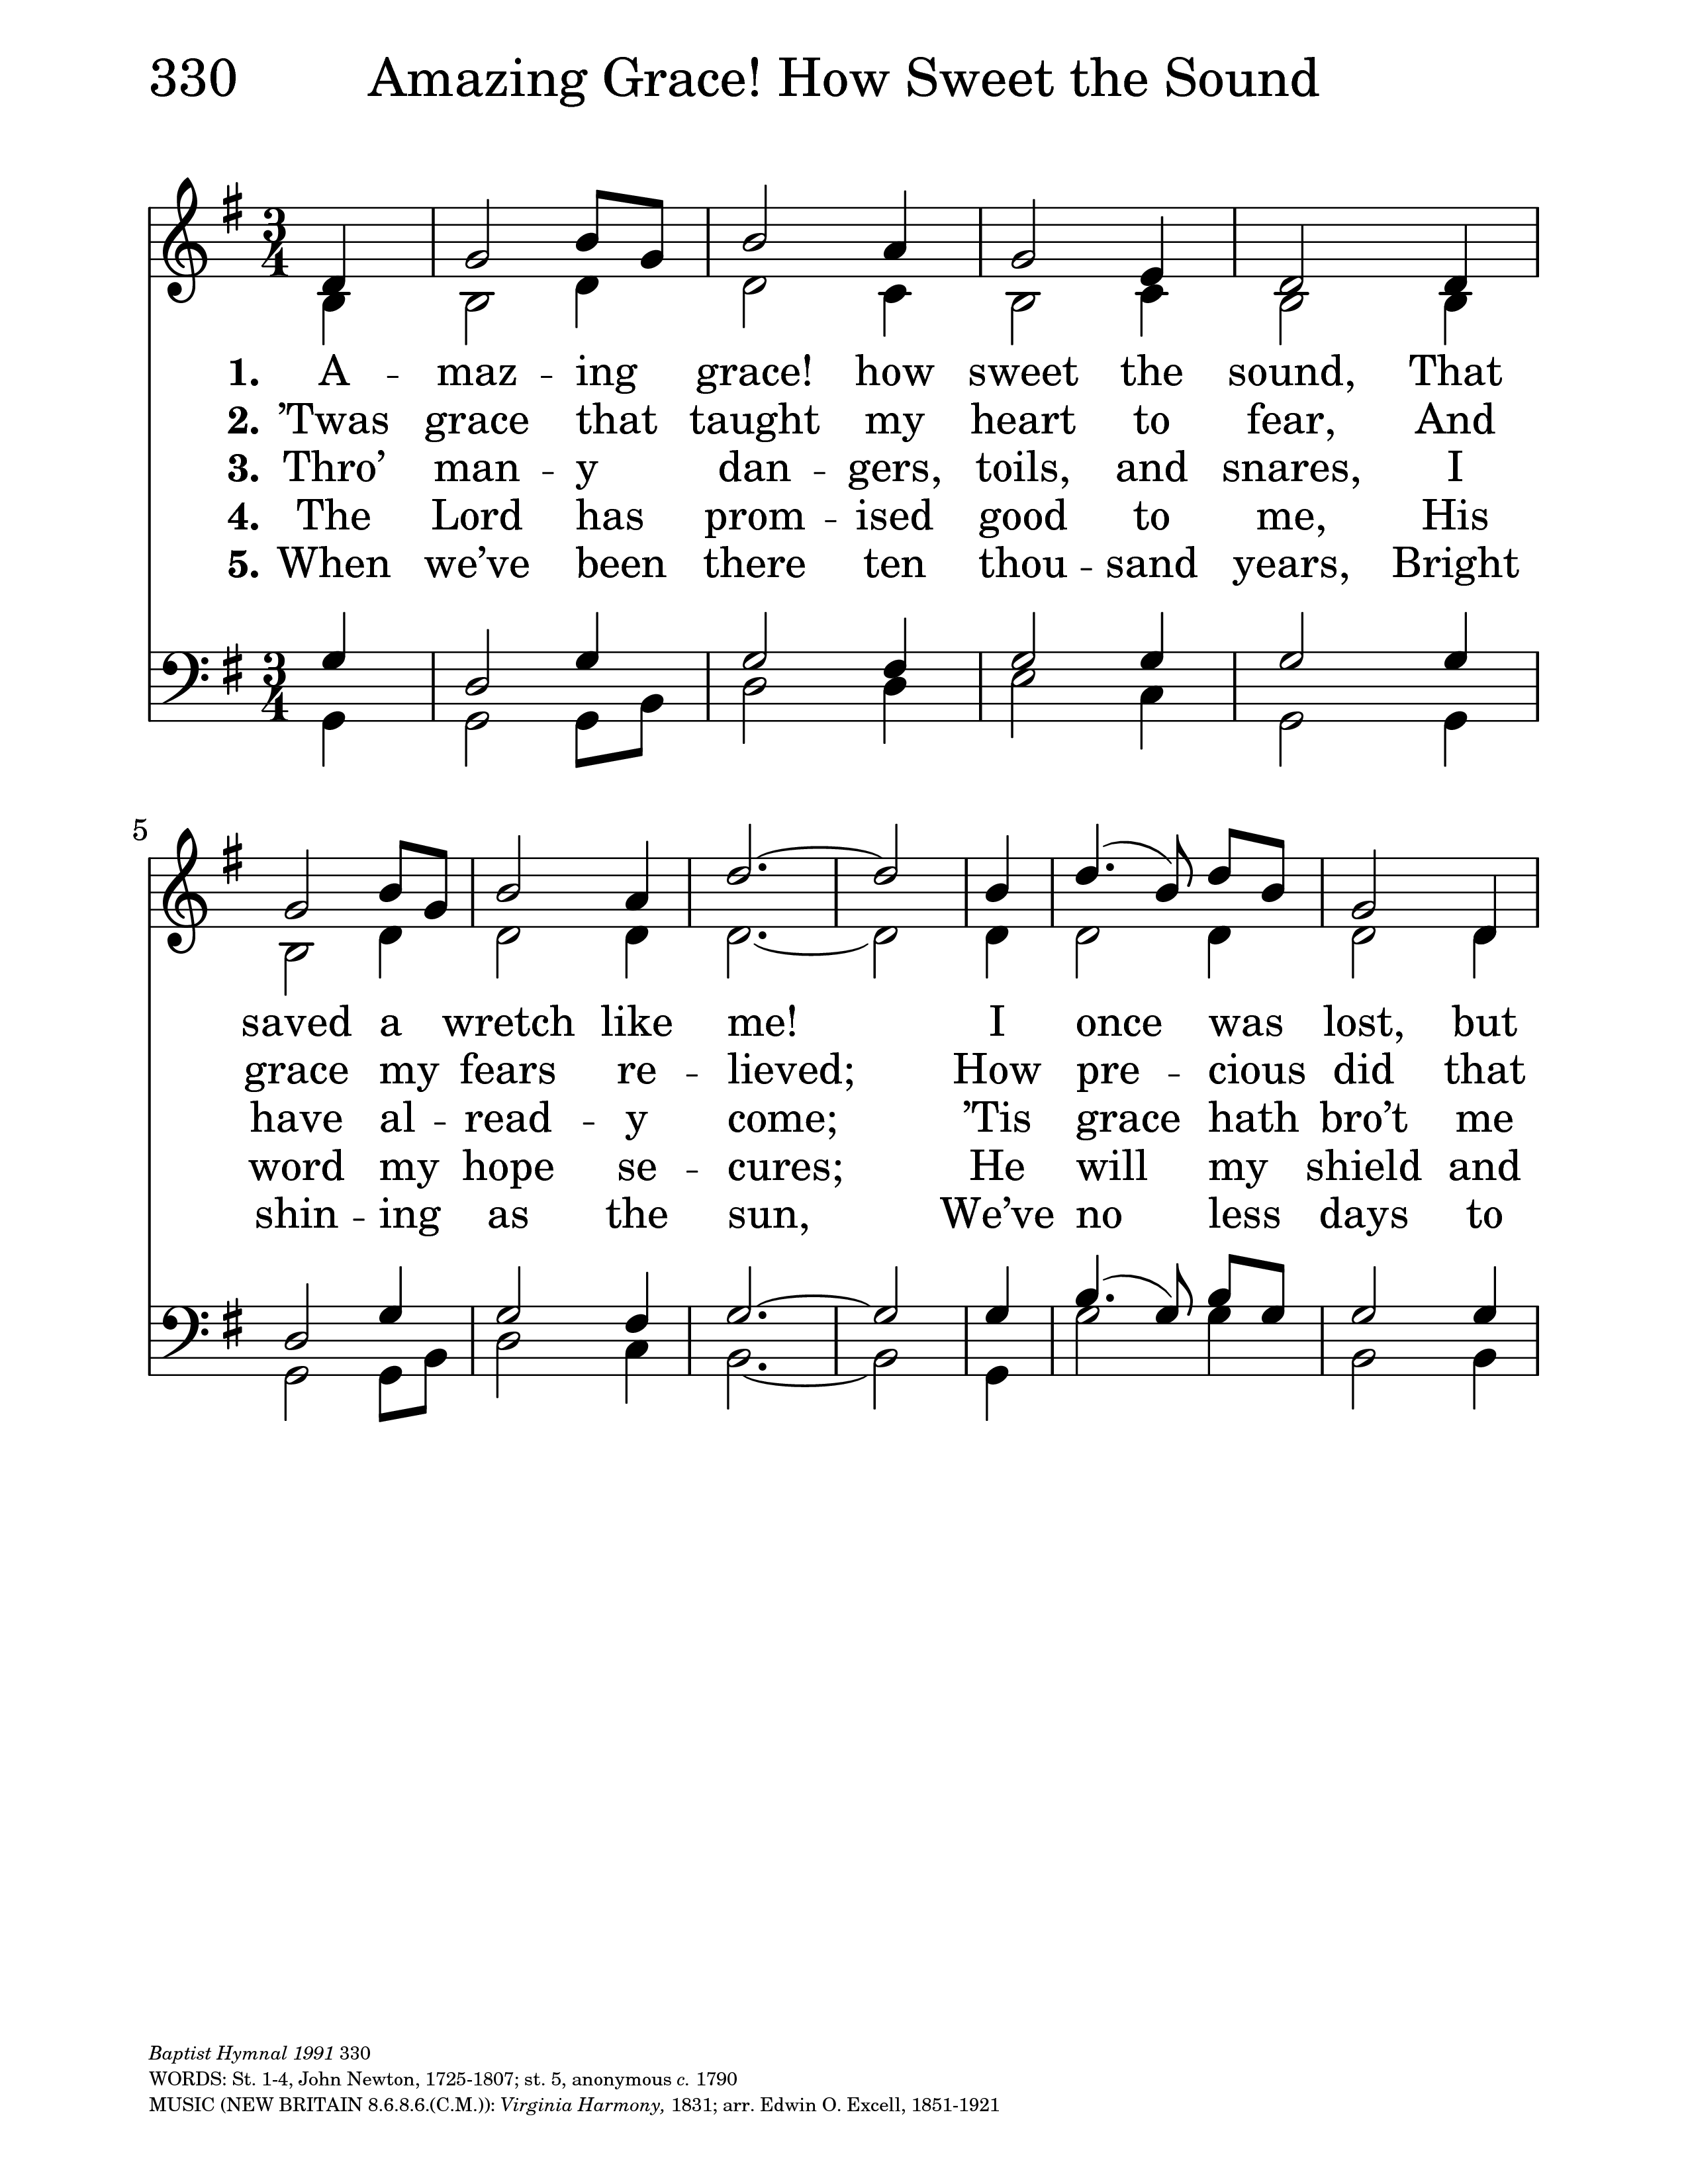 330 Amazing Grace! How Sweet the Sound
3
4
1. A - maz - ing grace! how sweet the sound, That
2. ’Twas grace that taught my heart to fear, And
3. Thro’ man - y dan - gers, toils, and snares, I
4. The Lord has prom - ised good to me, His
5. When we’ve been there ten thou - sand years, Bright
3
4
5
saved a wretch like me! I once was lost, but
grace my fears re - lieved; How pre - cious did that
have al - read - y come; ’Tis grace hath bro’t me
word my hope se - cures; He will my shield and
shin - ing as the sun, We’ve no less days to
Baptist Hymnal 1991 330
WORDS: St. 1-4, John Newton, 1725-1807; st. 5, anonymous c. 1790
MUSIC (NEW BRITAIN 8.6.8.6.(C.M.)): Virginia Harmony, 1831; arr. Edwin O. Excell, 1851-1921